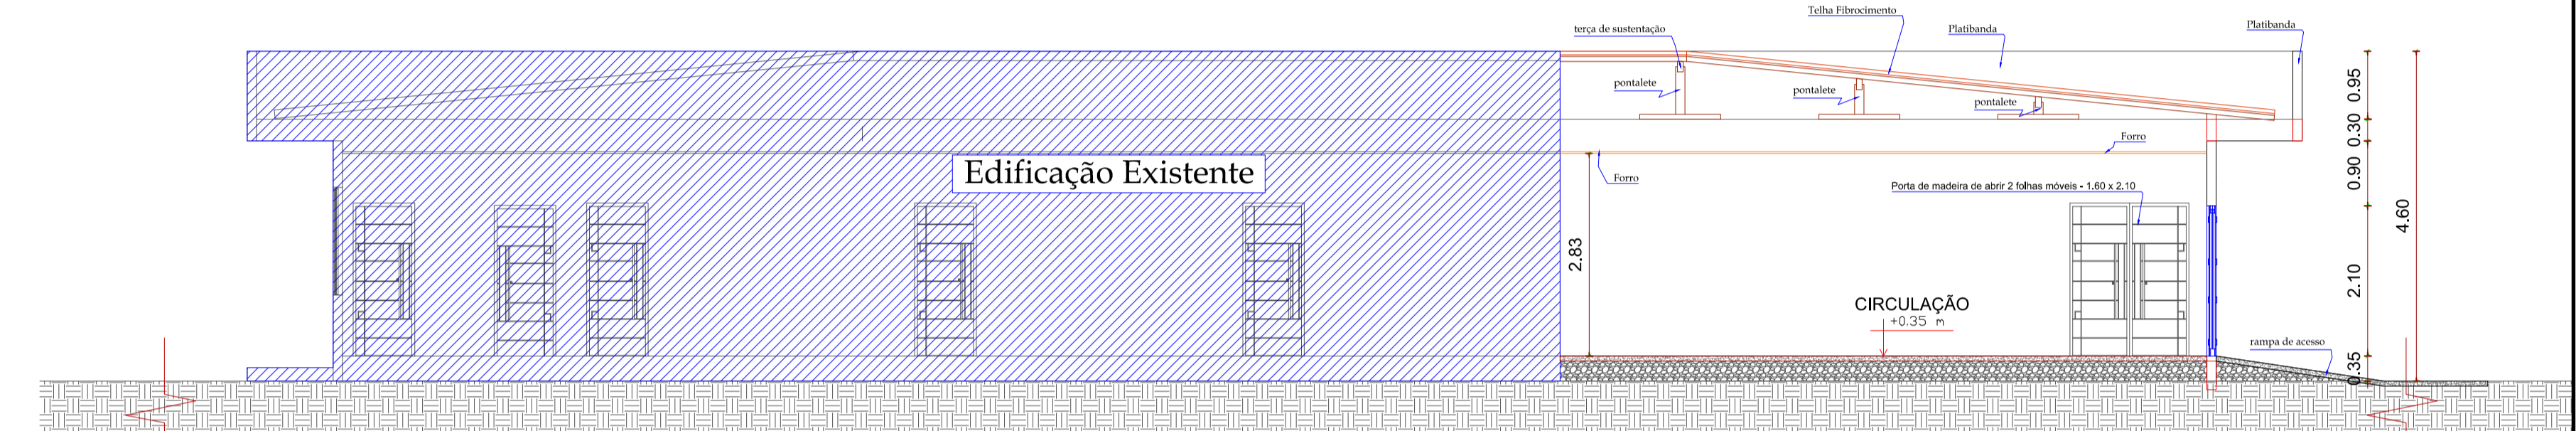 Telha Fibrocimento
terça de sustentação
Platibanda
Platibanda
pontalete
pontalete
pontalete
0.95
0.30
Forro
Edificação Existente
Forro
0.90
Porta de madeira de abrir 2 folhas móveis - 1.60 x 2.10
4.60
2.83
2.10
CIRCULAÇÃO
+0.35 m
rampa de acesso
0.35